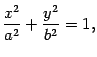 x²/a² + y²/b² = 1,